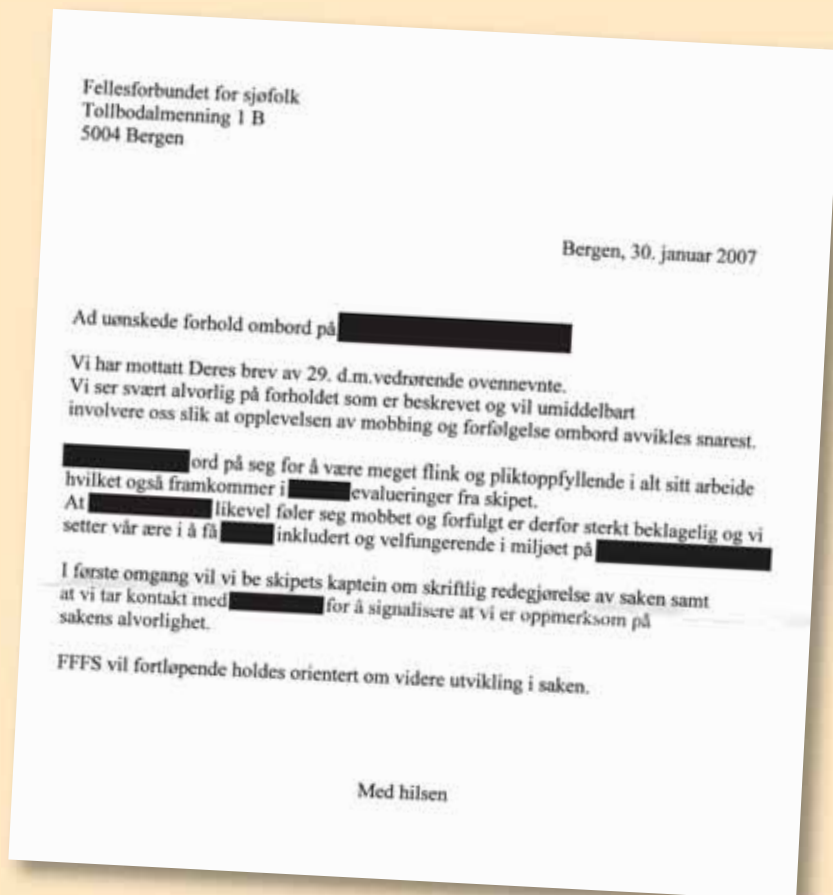 Fellesforbundet for sjøfolk
Tollbodalmenning 1 B
5004 Bergen
Bergen, 30. januar 2007
Ad uønskede forhold ombord på
Vi har mottatt Deres brev av 29. d.m.vedrørende ovennevnte.
Vi ser svært alvorlig på forholdet som er beskrevet og vil umiddelbart
involvere oss slik at opplevelsen av mobbing og forfølgelse ombord avvikles snarest.
ord på seg for å være meget flink og pliktoppfyllende i alt sitt arbeide
hvilket også framkommer i evalueringer fra skipet.
At likevel føler seg mobbet og forfulgt er derfor sterkt beklagelig og vi
setter vår ære i å få inkludert og velfungerende i miljøet på
I første omgang vil vi be skipets kaptein om skriftlig redegjørelse av saken samt
at vi tar kontakt med for å signalisere at vi er oppmerksom på
sakens alvorlighet.
FFFS vil fortløpende holdes orientert om videre utvikling i saken.
Med hilsen